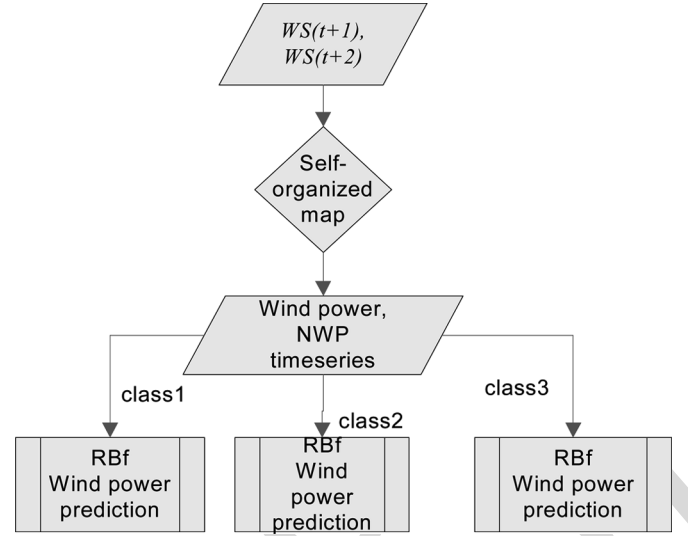 WS(t+1),
WS(t+2)
Self-
organized
map
Wind power,
NWP
timeseries
class1
class2
class3
RBf
Wind power
prediction
RBf
Wind
power
prediction
RBf
Wind power
prediction